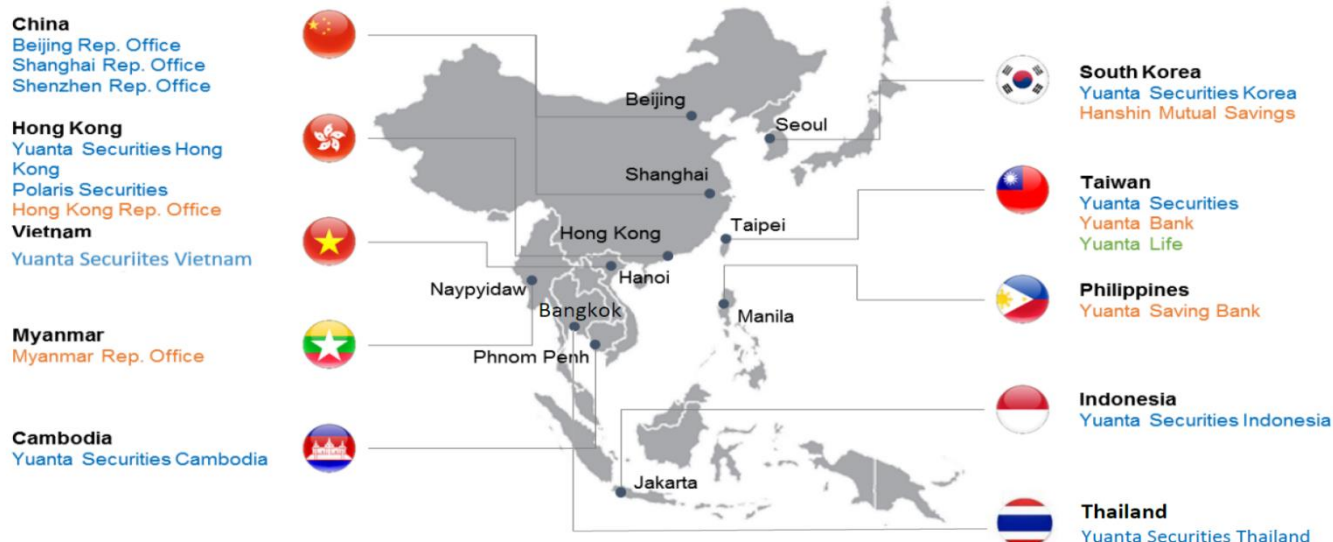 China
Beijing Rep. Office
Shanghai Rep. Office
Shenzhen Rep. Office
Hong Kong
Yuanta Securities Hong
Kong
Polaris Securities
Hong Kong Rep. Office
Vietnam
Yuanta Securiites Vietnam
Myanmar
Myanmar Rep. Office
Cambodia
Yuanta Securities Cambodia
Beijing
Seoul
Shanghai
Taipei
Hong Kong
Hanoi
Naypyidaw
Bangkok
Manila
Phnom Penh
Jakarta
South Korea
Yuanta Securities Korea
Hanshin Mutual Savings
Taiwan
Yuanta Securities
Yuanta Bank
Yuanta Life
Philippines
Yuanta Saving Bank
Indonesia
Yuanta Securities Indonesia
Thailand
Yuanta Securities Thailand